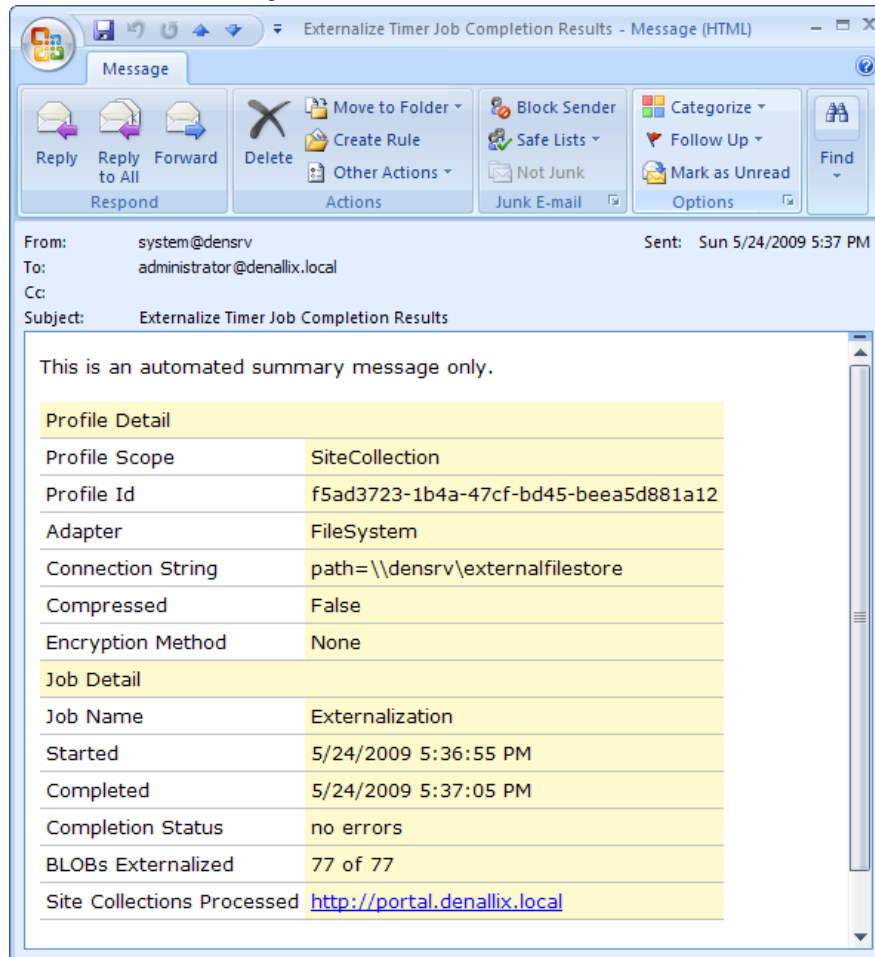 Externalize Timer Job Completion Results - Message (HTML)
Message
Reply
Reply to All
Forward
Respond
Delete
Move to Folder
Create Rule
Other Actions
Actions
Block Sender
Safe Lists
Not Junk
Junk E-mail
Categorize
Follow Up
Mark as Unread
Options
Find
From: system@densrv Sent: Sun 5/24/2009 5:37 PM
To: administrator@denallix.local
Cc:
Subject: Externalize Timer Job Completion Results
This is an automated summary message only.
Profile Detail
Profile Scope SiteCollection
Profile Id f5ad3723-1b4a-47cf-bd45-beea5d881a12
Adapter FileSystem
Connection String path=\\densrv\externalfilestore
Compressed False
Encryption Method None
Job Detail
Job Name Externalization
Started 5/24/2009 5:36:55 PM
Completed 5/24/2009 5:37:05 PM
Completion Status no errors
BLOBs Externalized 77 of 77
Site Collections Processed http://portal.denallix.local